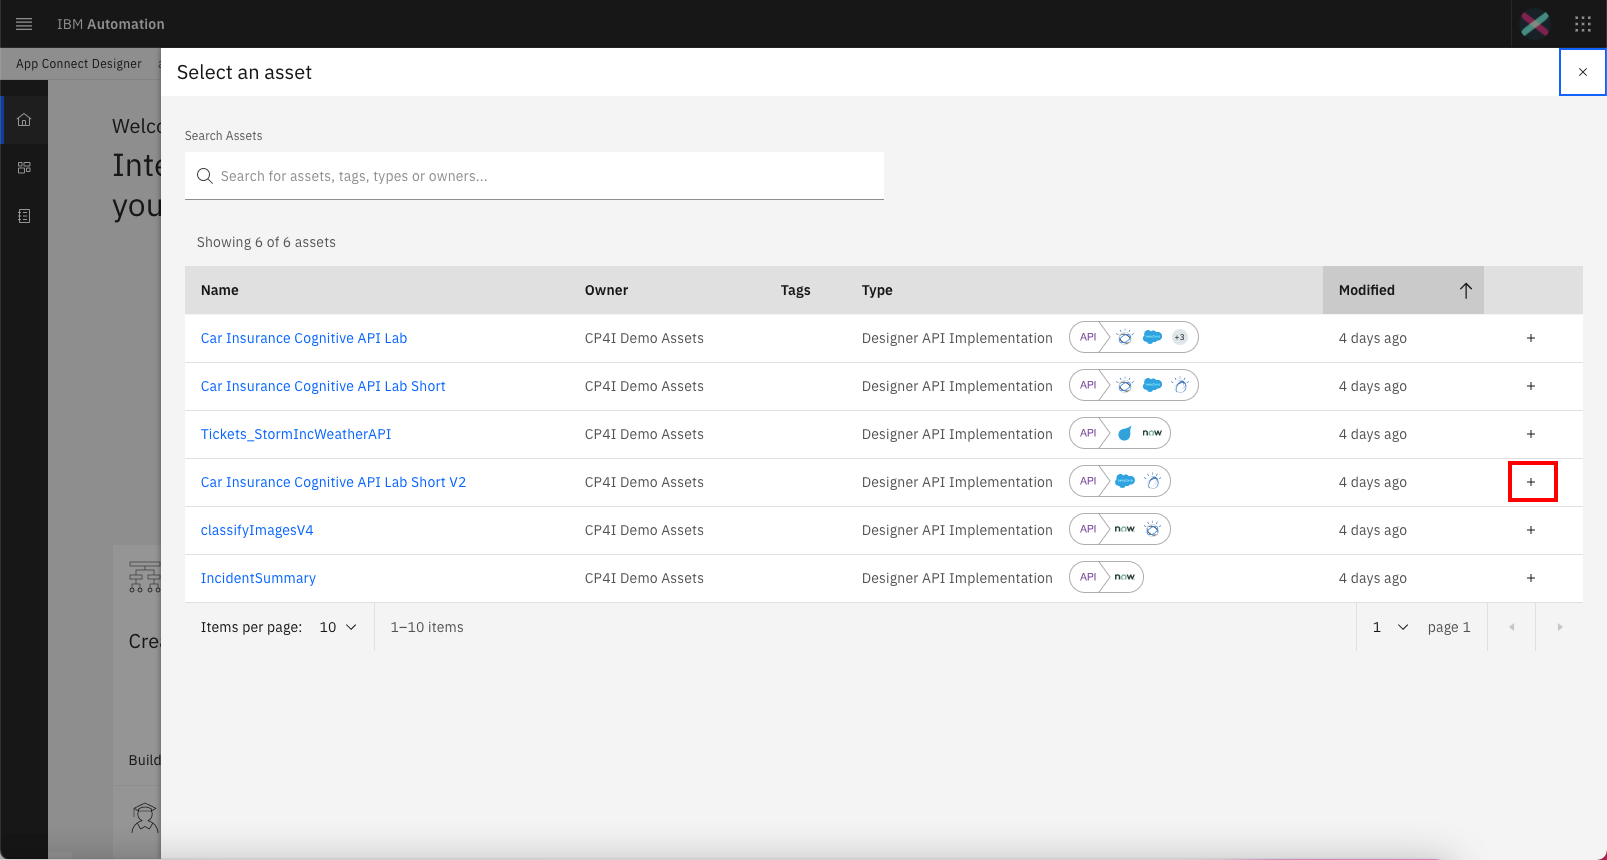 IBM Automation
App Connect Designer
Select an asset
Search Assets
Search for assets, tags, types or owners...
Showing 6 of 6 assets
Name Owner Tags Type Modified
Car Insurance Cognitive API Lab CP4I Demo Assets Designer API Implementation API +3 4 days ago +
Car Insurance Cognitive API Lab Short CP4I Demo Assets Designer API Implementation API 4 days ago +
Tickets_StormIncWeatherAPI CP4I Demo Assets Designer API Implementation API now 4 days ago +
Car Insurance Cognitive API Lab Short V2 CP4I Demo Assets Designer API Implementation API 4 days ago +
classifyImagesV4 CP4I Demo Assets Designer API Implementation API now 4 days ago +
IncidentSummary CP4I Demo Assets Designer API Implementation API now 4 days ago +
Items per page: 10 1–10 items 1 page 1
Welco
Inte
you
Crea
Build